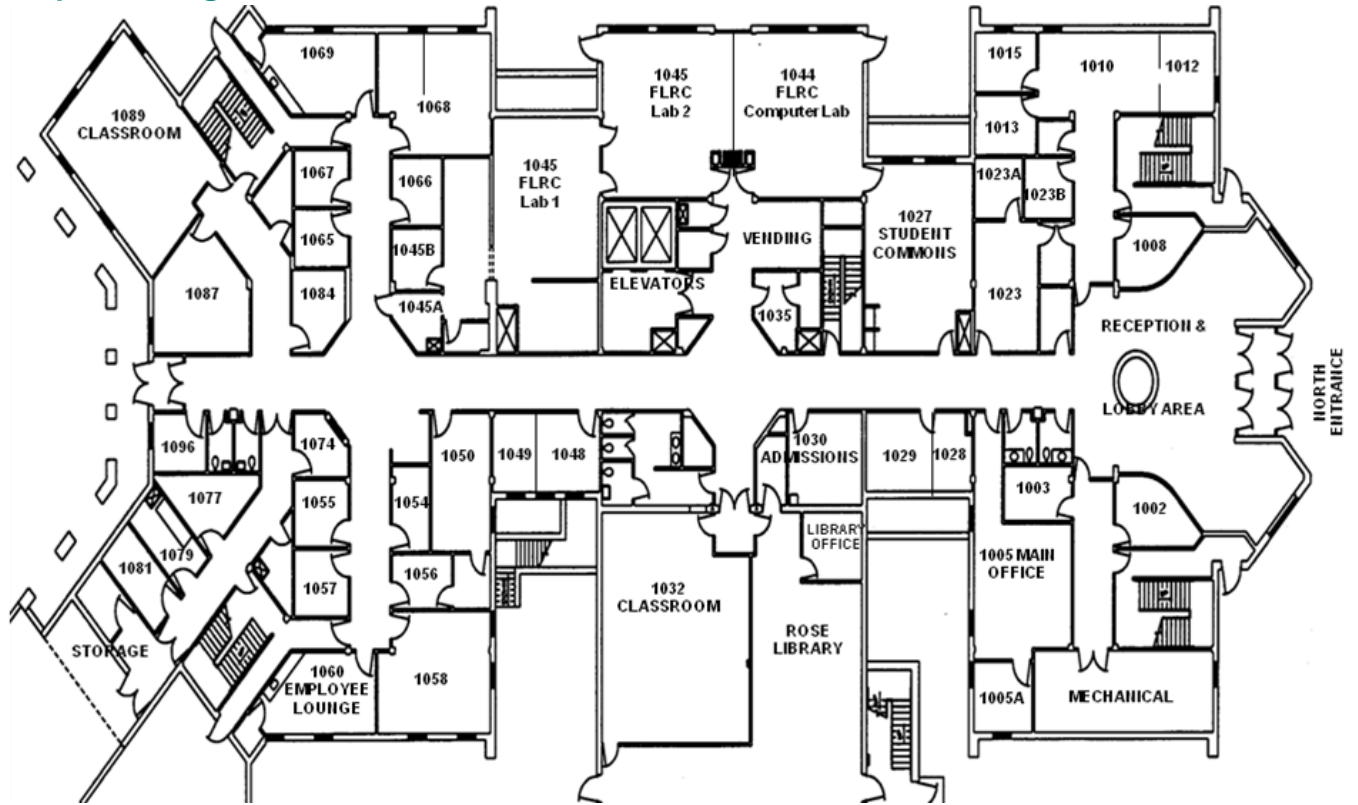 1069
1068
1089
CLASSROOM
1067
1066
1065
1045B
1087
1084
1045A
1045
FLRC
Lab 2
1044
FLRC
Computer Lab
1045
FLRC
Lab 1
VENDING
ELEVATORS
1035
1027
STUDENT
COMMONS
1015
1010
1012
1013
1023A
1023B
1008
1023
RECEPTION &
LOBBY AREA
NORTH
ENTRANCE
1096
1074
1077
1055
1054
1050
1049
1048
1079
1081
1057
1056
STORAGE
1060
EMPLOYEE
LOUNGE
1058
1030
ADMISSIONS
1029
1028
LIBRARY
OFFICE
1032
CLASSROOM
ROSE
LIBRARY
1003
1002
1005 MAIN
OFFICE
1005A
MECHANICAL